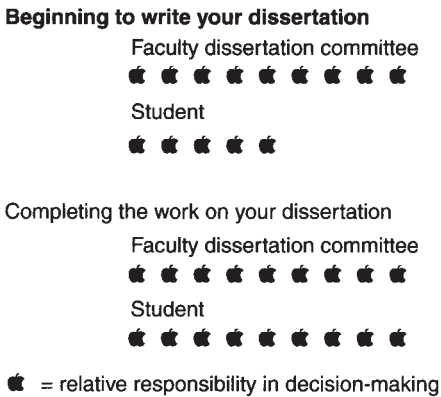 Beginning to write your dissertation
Faculty dissertation committee
Student
Completing the work on your dissertation
Faculty dissertation committee
Student
= relative responsibility in decision-making